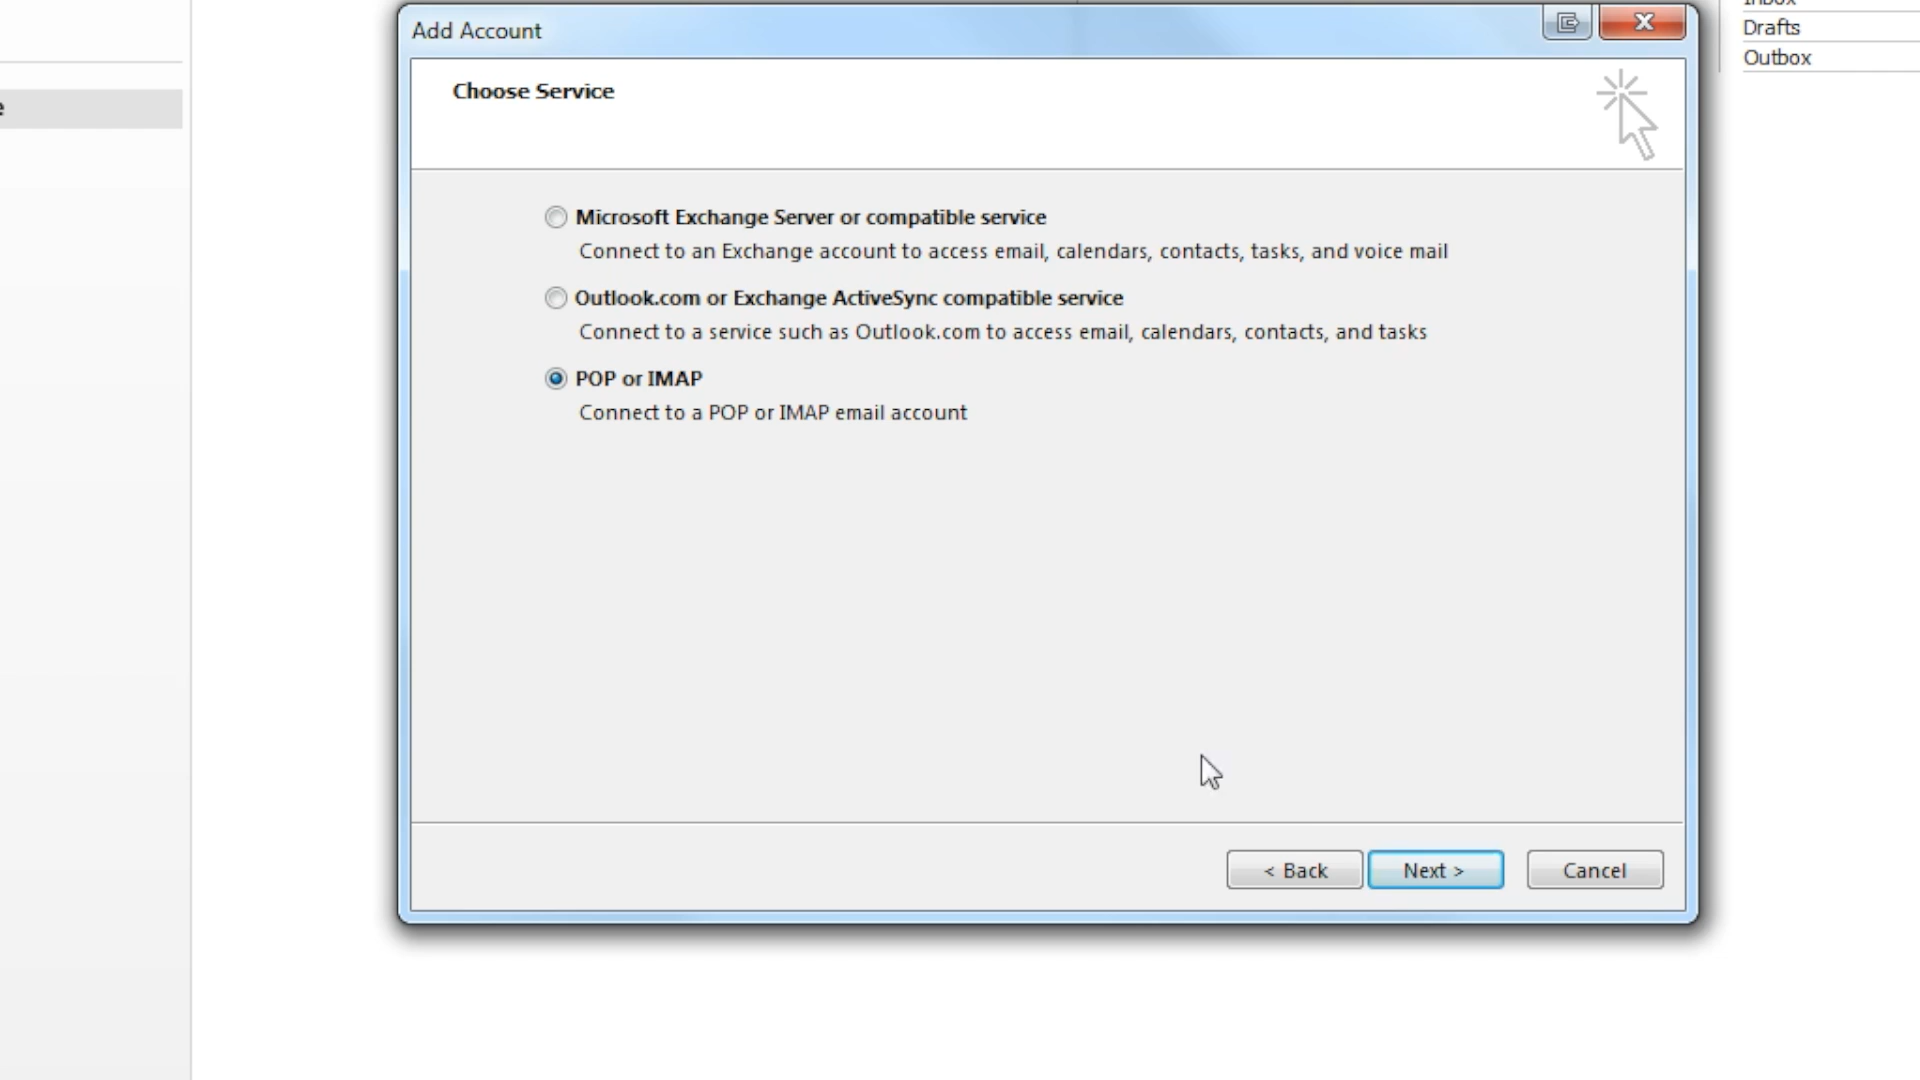 Add Account
Drafts
Outbox
Choose Service
Microsoft Exchange Server or compatible service
Connect to an Exchange account to access email, calendars, contacts, tasks, and voice mail
Outlook.com or Exchange ActiveSync compatible service
Connect to a service such as Outlook.com to access email, calendars, contacts, and tasks
POP or IMAP
Connect to a POP or IMAP email account
< Back
Next >
Cancel